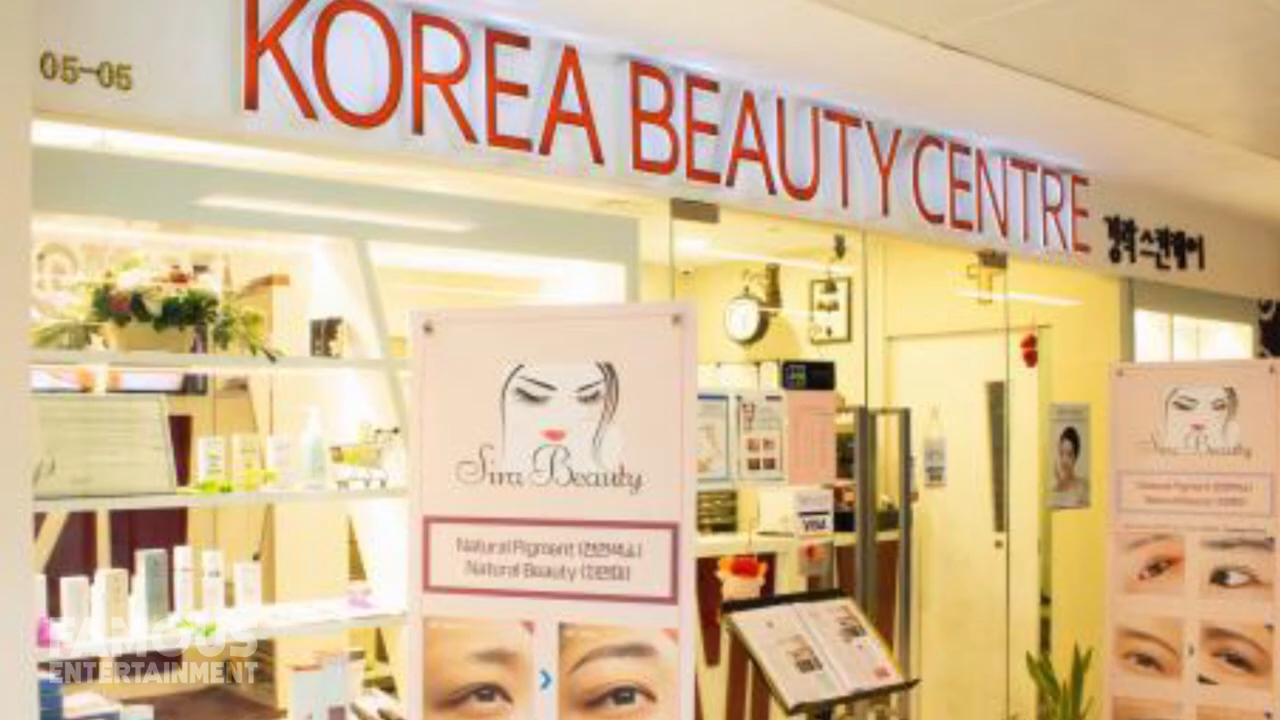 05-05
KOREA BEAUTY CENTRE
경락스킨케어
Sira Beauty
Natural Pigment (천연색소)
Natural Beauty (자연미)
VISA
Sira Beauty
FAMOUS
ENTERTAINMENT